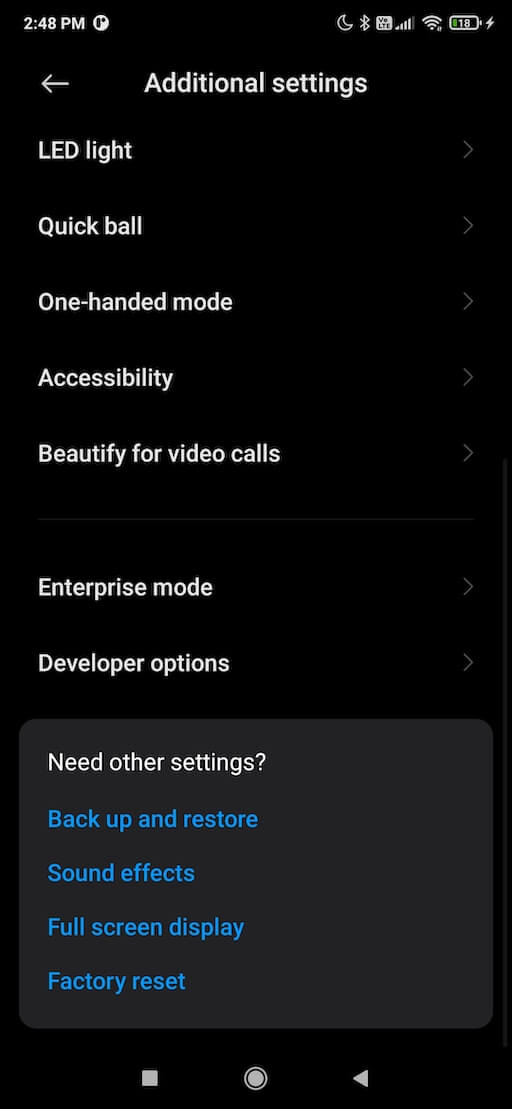 2:48 PM
Vo LTE
18
Additional settings
LED light
Quick ball
One-handed mode
Accessibility
Beautify for video calls
Enterprise mode
Developer options
Need other settings?
Back up and restore
Sound effects
Full screen display
Factory reset